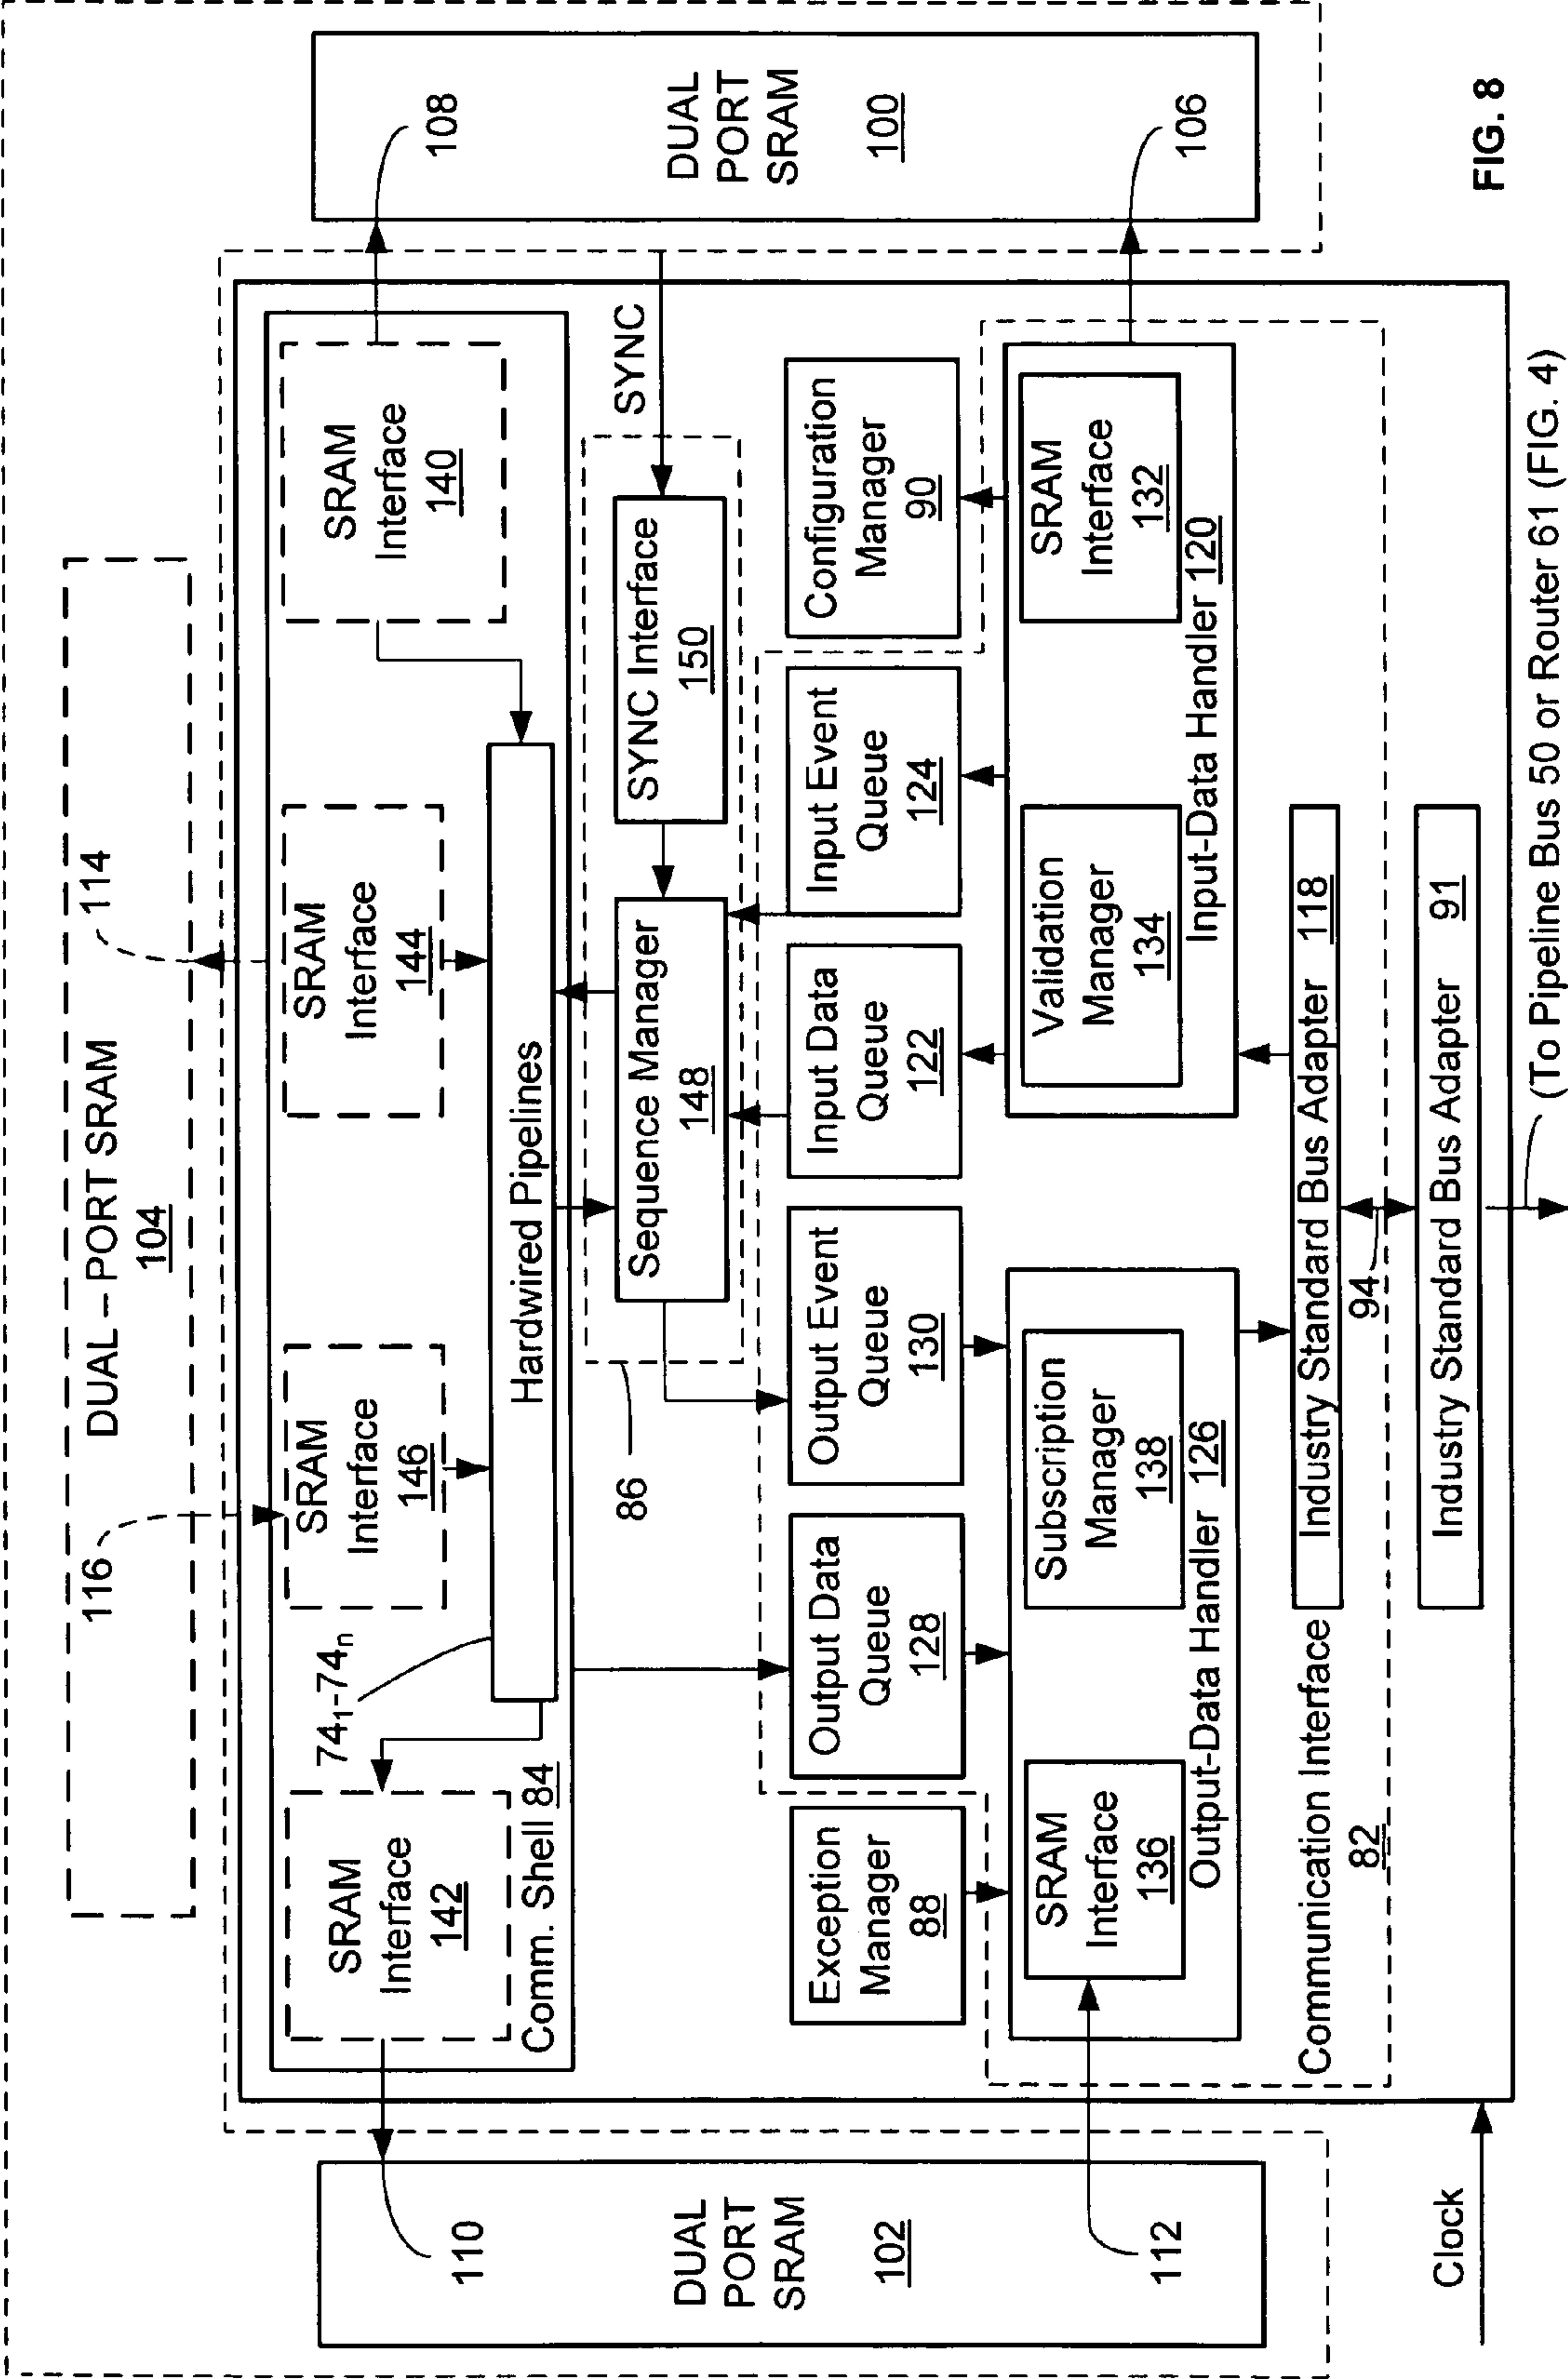 DUAL – PORT SRAM
104
116
114
SRAM
Interface
142
SRAM
Interface
146
SRAM
Interface
144
SRAM
Interface
140
74₁-74ₙ
Hardwired Pipelines
Comm. Shell 84
110
108
DUAL
PORT
SRAM
102
112
DUAL
PORT
SRAM
100
106
86
Sequence Manager
148
SYNC Interface
150
SYNC
Exception
Manager
88
Output Data
Queue
128
Output Event
Queue
130
Input Data
Queue
122
Input Event
Queue
124
Configuration
Manager
90
SRAM
Interface
136
Subscription
Manager
138
Output-Data Handler 126
Validation
Manager
134
SRAM
Interface
132
Input-Data Handler 120
Communication Interface
82
Industry Standard Bus Adapter 118
94
Industry Standard Bus Adapter 91
Clock
(To Pipeline Bus 50 or Router 61 (FIG. 4)
FIG. 8